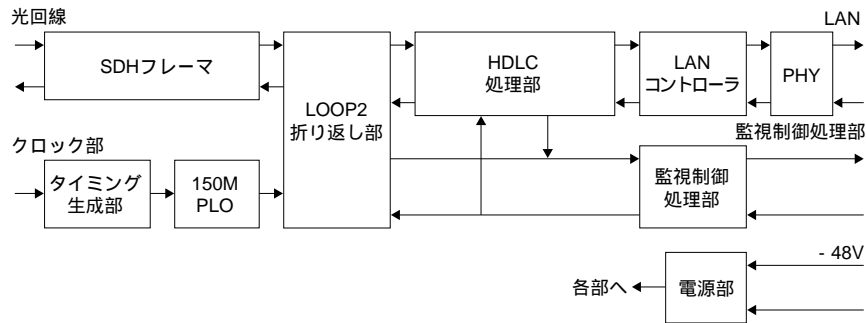 光回線
LAN
SDHフレーマ
LOOP2
折り返し部
HDLC
処理部
LAN
コントローラ
PHY
クロック部
監視制御処理部
タイミング
生成部
150M
PLO
監視制御
処理部
- 48V
各部へ
電源部